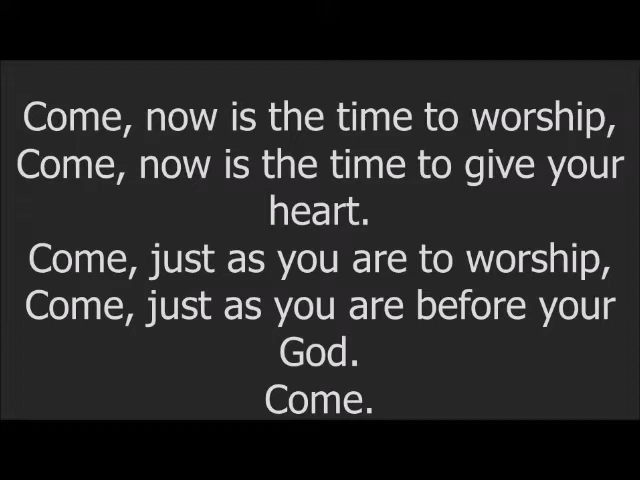 Come, now is the time to worship,
Come, now is the time to give your
heart.
Come, just as you are to worship,
Come, just as you are before your
God.
Come.